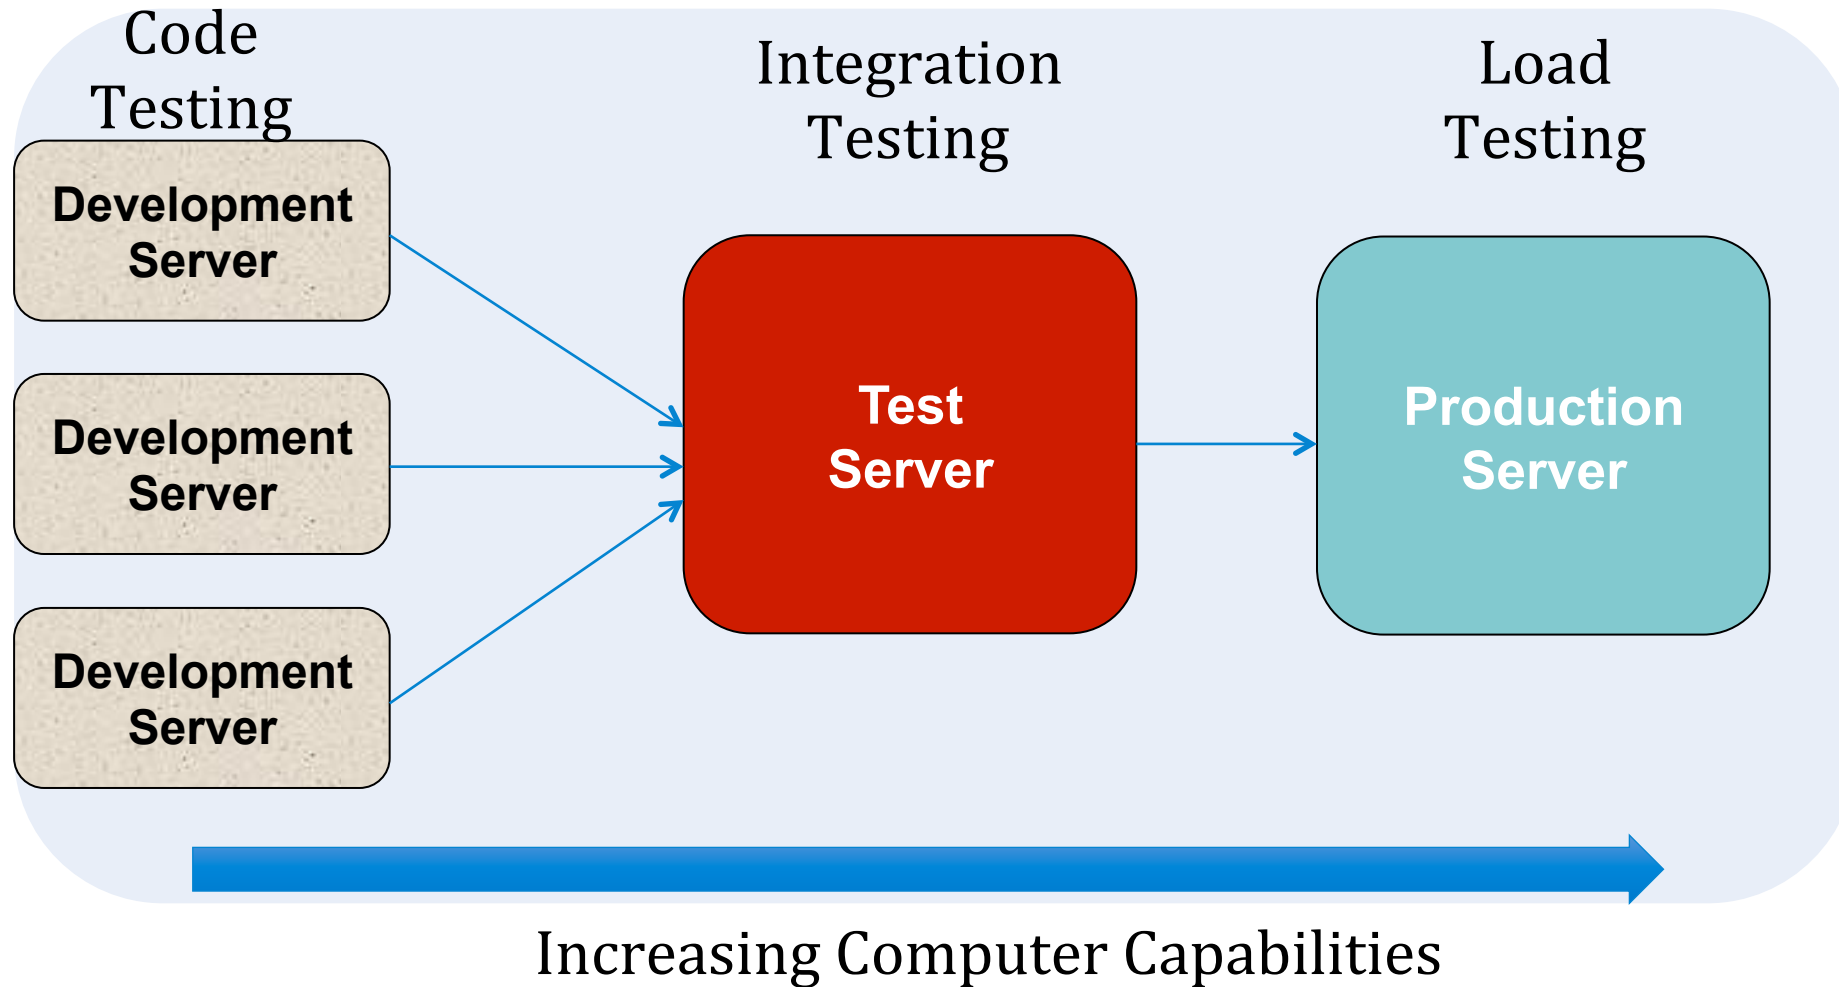 Code
Testing
Integration
Testing
Load
Testing
Development
Server
Development
Server
Development
Server
Test
Server
Production
Server
Increasing Computer Capabilities